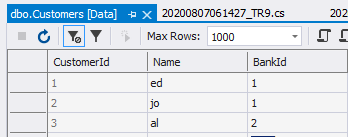 dbo.Customers [Data] 20200807061427_TR9.cs 202
Max Rows: 1000
CustomerId Name BankId
1 ed 1
2 jo 1
3 al 2